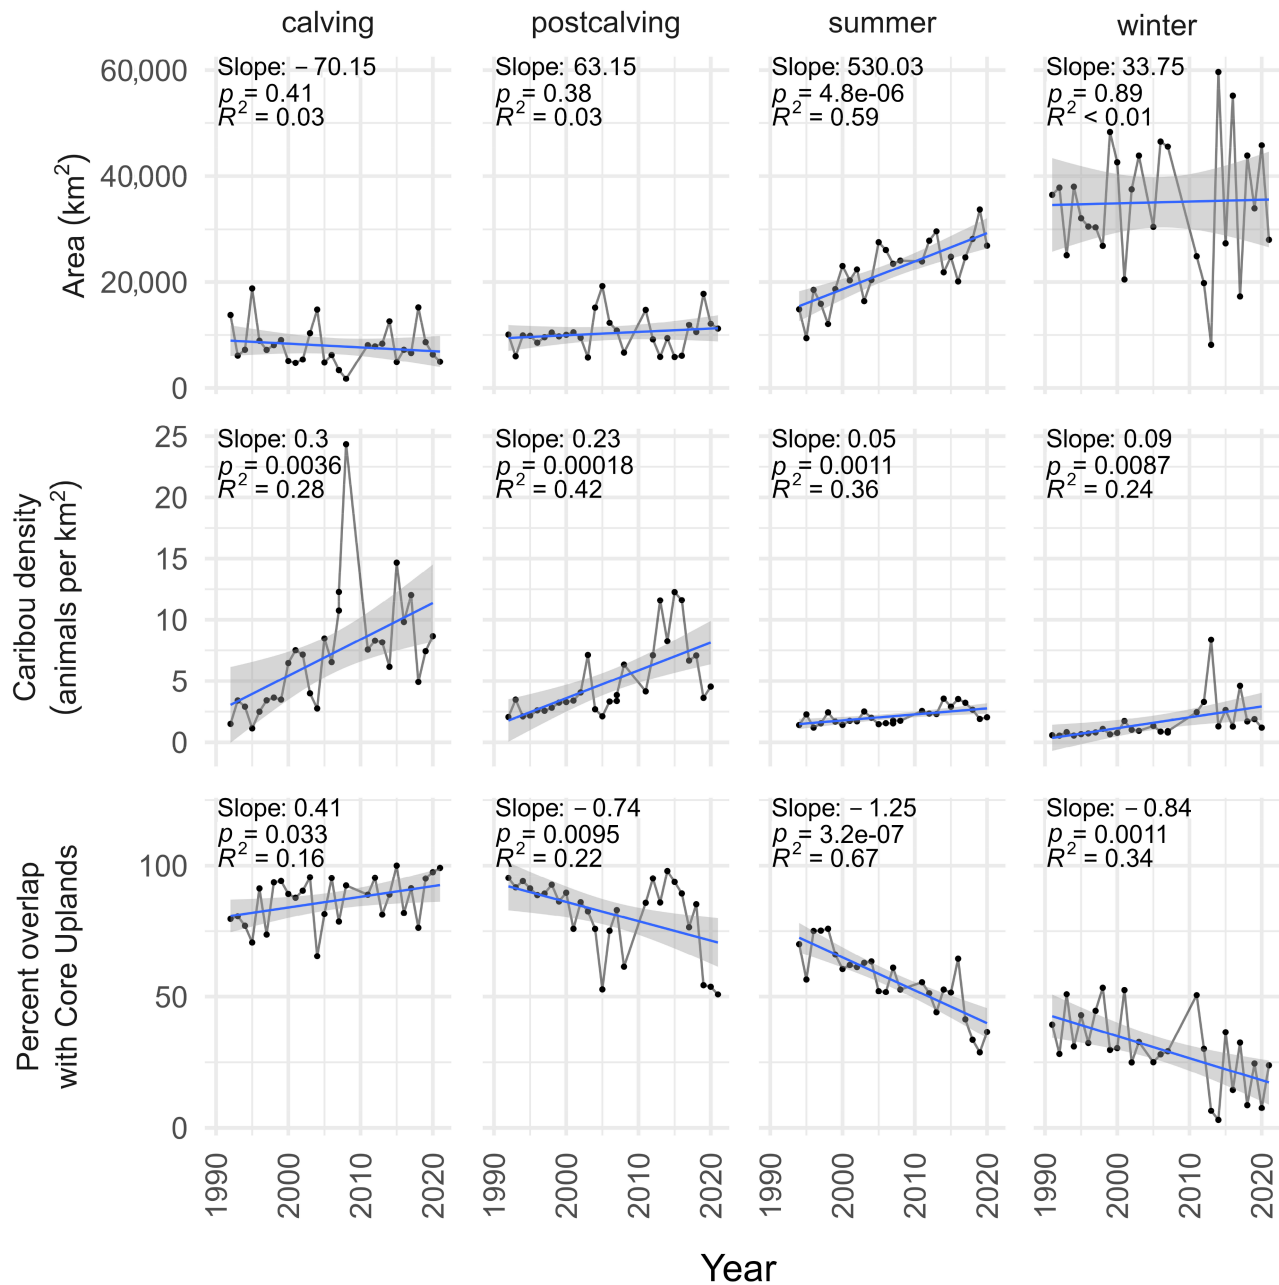 calving postcalving summer winter
Slope: − 70.15
p = 0.41
R² = 0.03
Slope: 63.15
p = 0.38
R² = 0.03
Slope: 530.03
p = 4.8e-06
R² = 0.59
Slope: 33.75
p = 0.89
R² < 0.01
Area (km²)
60,000
40,000
20,000
0
Slope: 0.3
p = 0.0036
R² = 0.28
Slope: 0.23
p = 0.00018
R² = 0.42
Slope: 0.05
p = 0.0011
R² = 0.36
Slope: 0.09
p = 0.0087
R² = 0.24
Caribou density
(animals per km²)
25
20
15
10
5
0
Slope: 0.41
p = 0.033
R² = 0.16
Slope: − 0.74
p = 0.0095
R² = 0.22
Slope: − 1.25
p = 3.2e-07
R² = 0.67
Slope: − 0.84
p = 0.0011
R² = 0.34
Percent overlap
with Core Uplands
100
50
0
1990 2000 2010 2020 1990 2000 2010 2020 1990 2000 2010 2020 1990 2000 2010 2020
Year